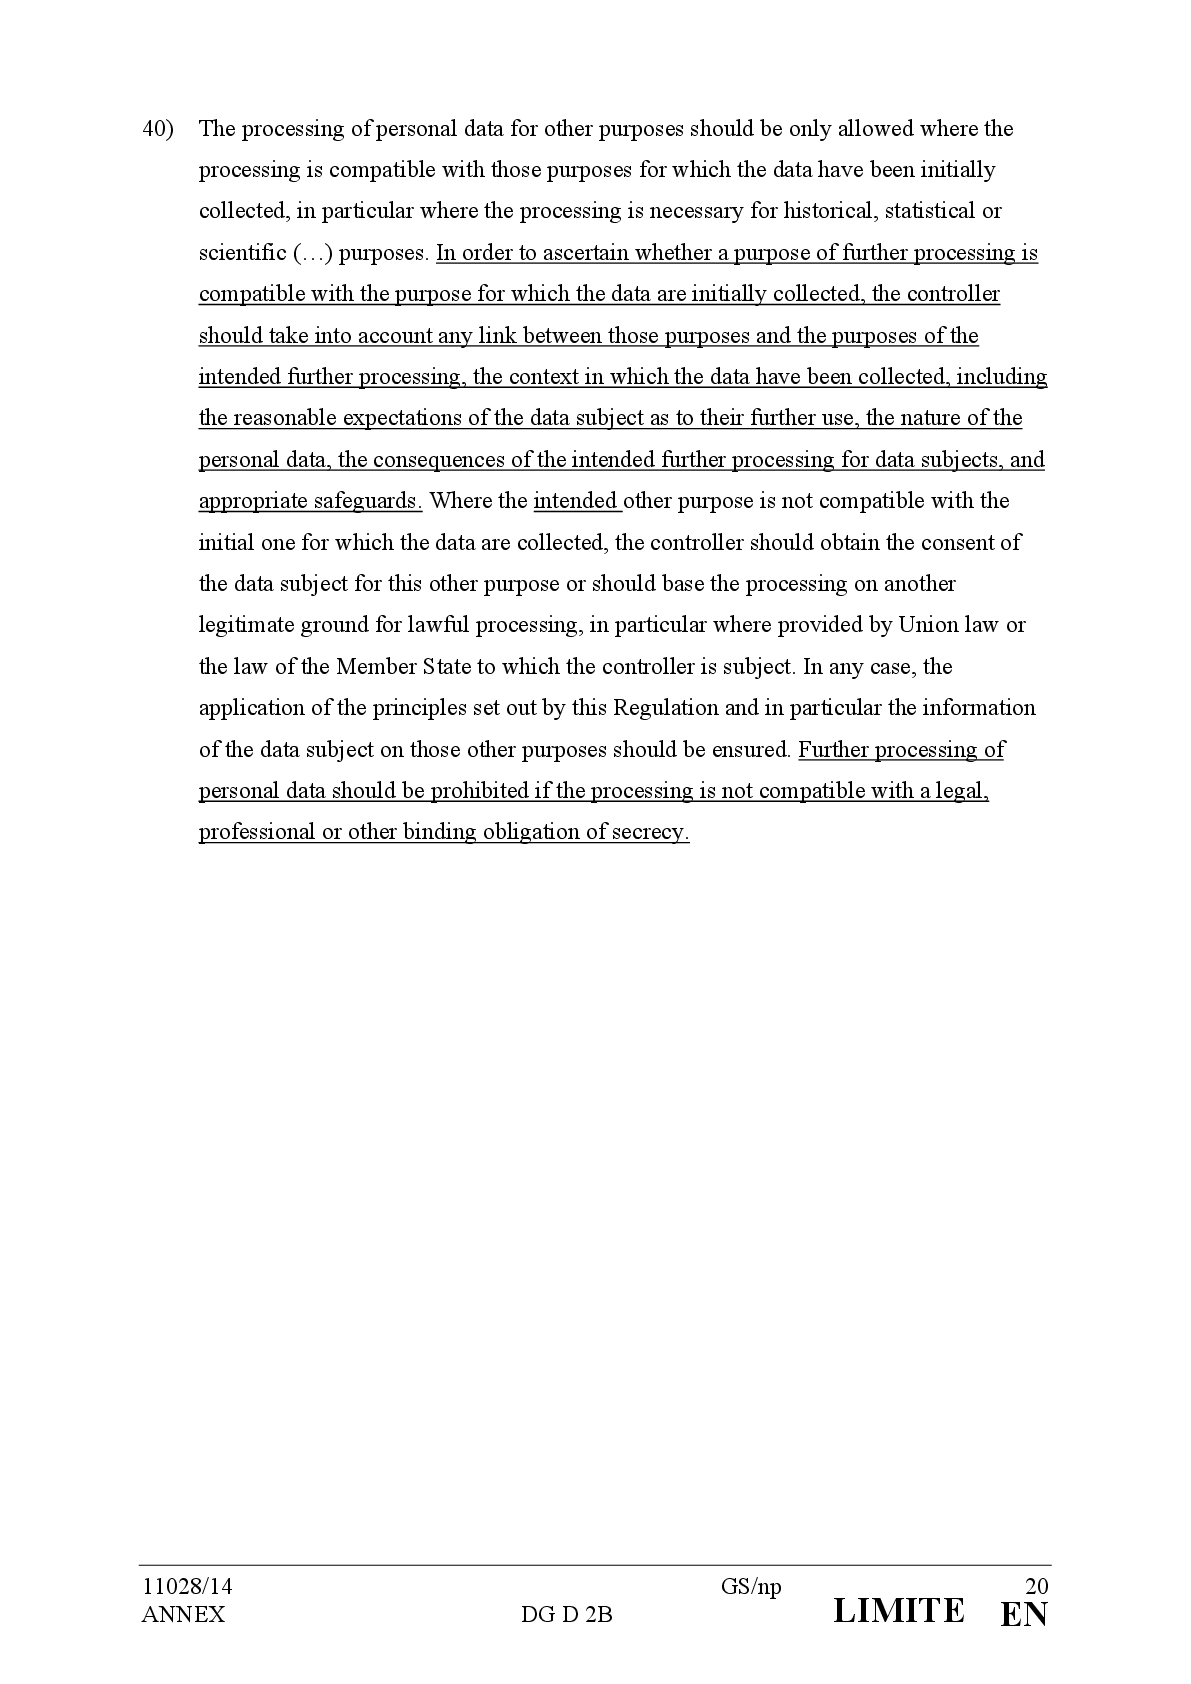 40) The processing of personal data for other purposes should be only allowed where the
processing is compatible with those purposes for which the data have been initially
collected, in particular where the processing is necessary for historical, statistical or
scientific (…) purposes. In order to ascertain whether a purpose of further processing is
compatible with the purpose for which the data are initially collected, the controller
should take into account any link between those purposes and the purposes of the
intended further processing, the context in which the data have been collected, including
the reasonable expectations of the data subject as to their further use, the nature of the
personal data, the consequences of the intended further processing for data subjects, and
appropriate safeguards. Where the intended other purpose is not compatible with the
initial one for which the data are collected, the controller should obtain the consent of
the data subject for this other purpose or should base the processing on another
legitimate ground for lawful processing, in particular where provided by Union law or
the law of the Member State to which the controller is subject. In any case, the
application of the principles set out by this Regulation and in particular the information
of the data subject on those other purposes should be ensured. Further processing of
personal data should be prohibited if the processing is not compatible with a legal,
professional or other binding obligation of secrecy.
11028/14 GS/np 20
ANNEX DG D 2B LIMITE EN